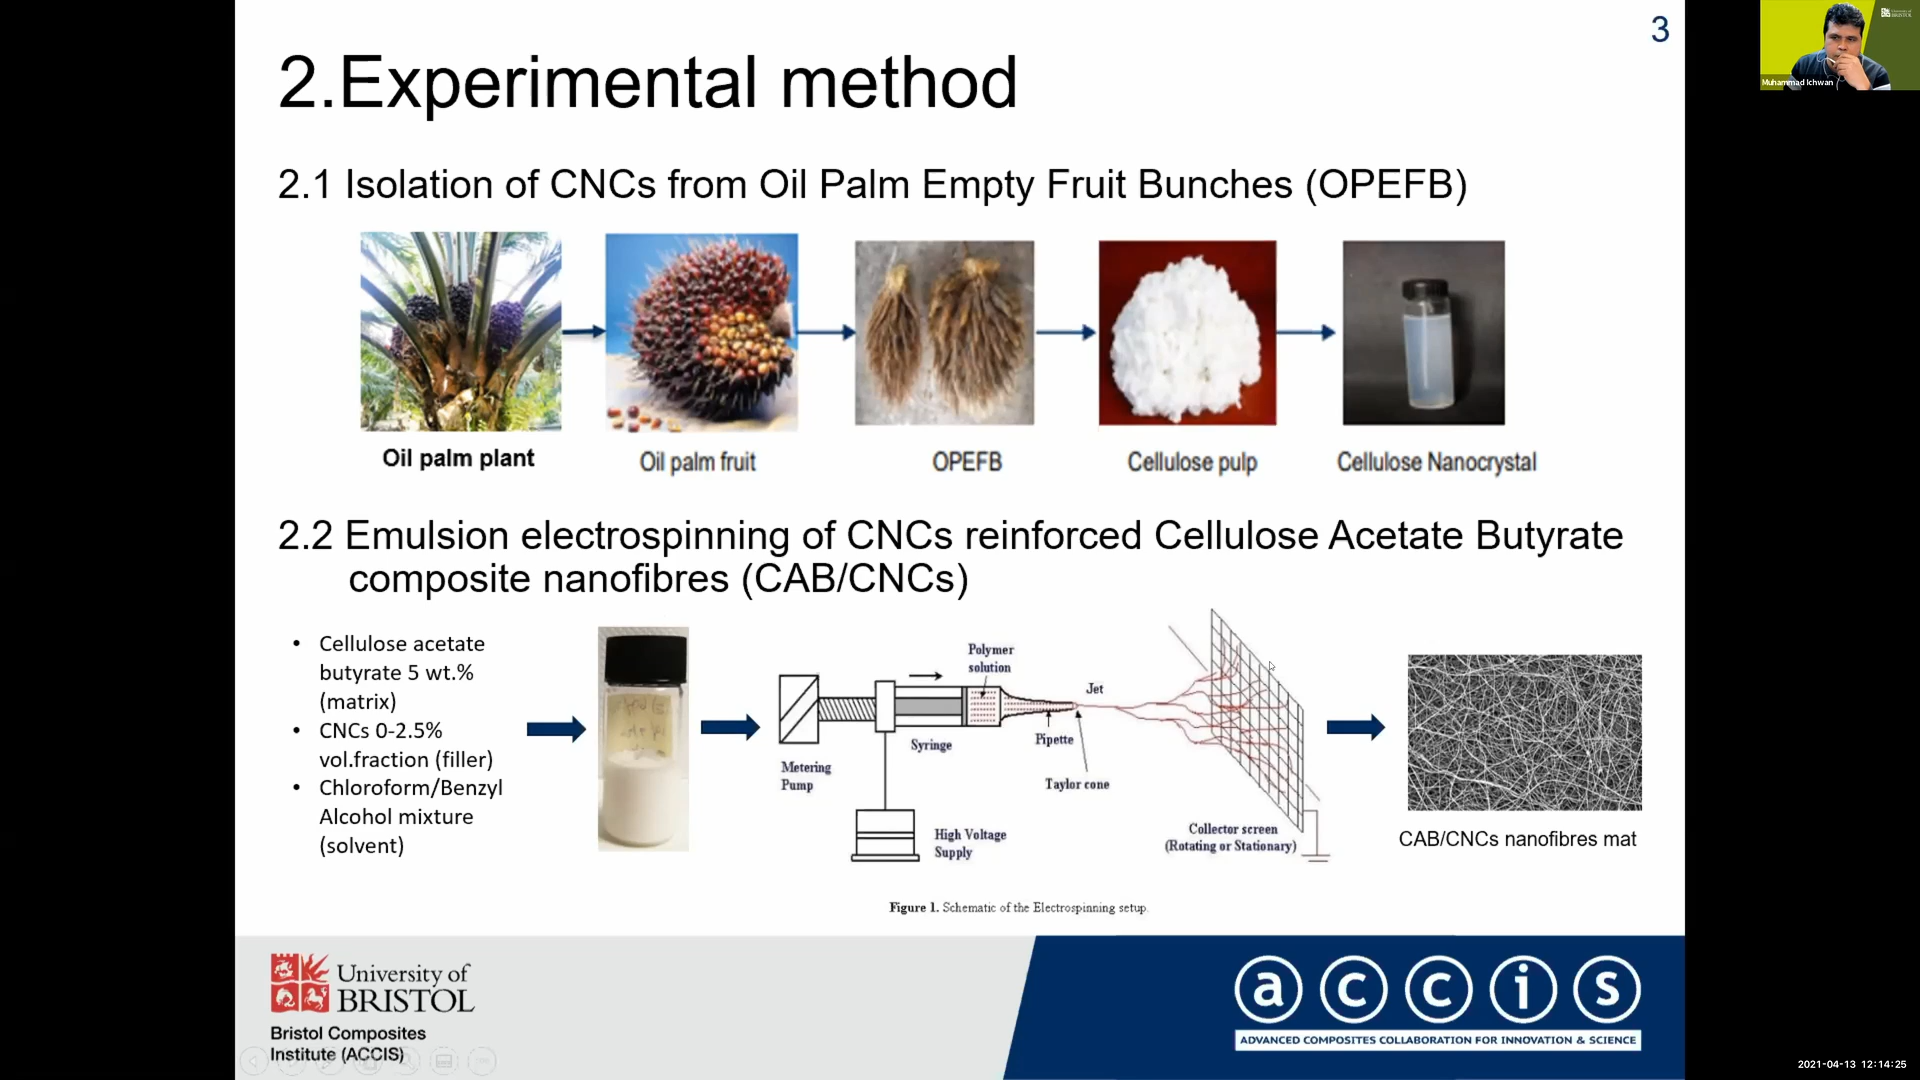 3
2.Experimental method
2.1 Isolation of CNCs from Oil Palm Empty Fruit Bunches (OPEFB)
Oil palm plant
Oil palm fruit
OPEFB
Cellulose pulp
Cellulose Nanocrystal
2.2 Emulsion electrospinning of CNCs reinforced Cellulose Acetate Butyrate
composite nanofibres (CAB/CNCs)
• Cellulose acetate
butyrate 5 wt.%
(matrix)
• CNCs 0-2.5%
vol.fraction (filler)
• Chloroform/Benzyl
Alcohol mixture
(solvent)
Polymer
solution
Jet
Syringe
Pipette
Metering
Pump
Taylor cone
High Voltage
Supply
Collector screen
(Rotating or Stationary)
CAB/CNCs nanofibres mat
Figure 1. Schematic of the Electrospinning setup.
University of
BRISTOL
Bristol Composites
Institute (ACCIS)
accis
ADVANCED COMPOSITES COLLABORATION FOR INNOVATION & SCIENCE
University of
BRISTOL
Muhammad Ichwan
2021-04-13 12:14:25